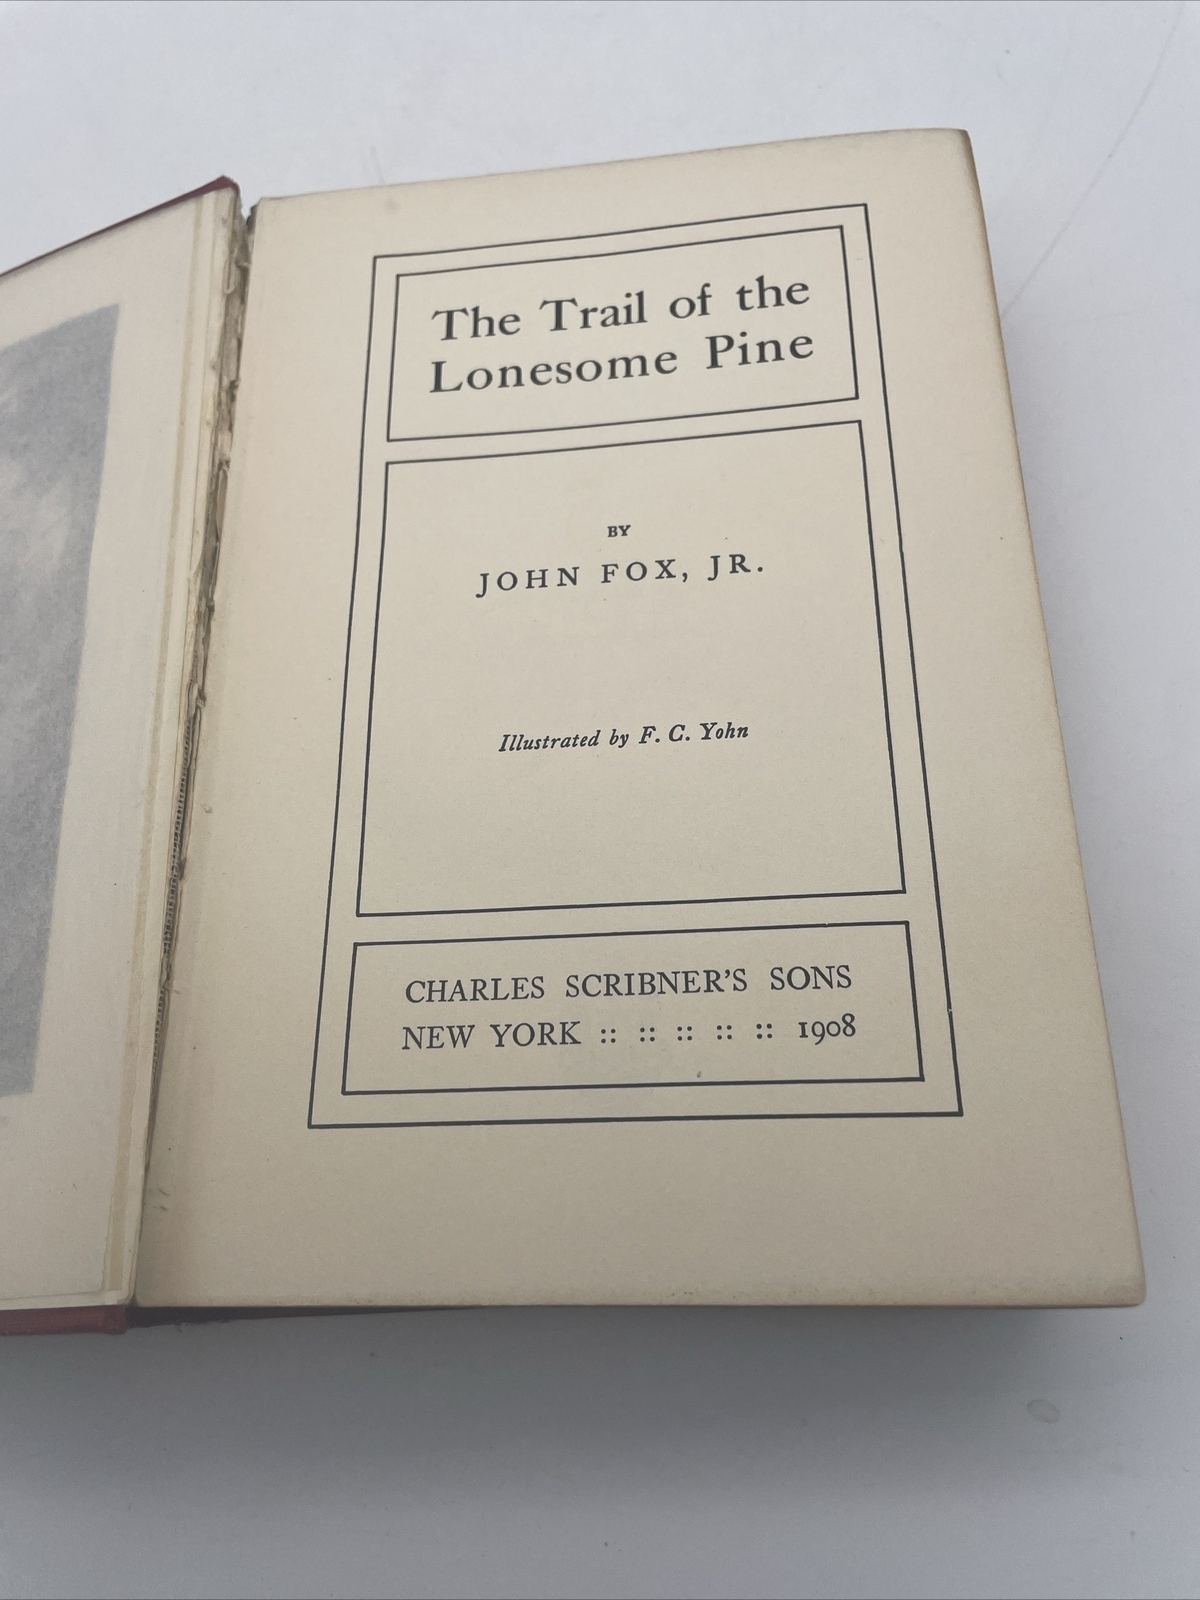 The Trail of the
Lonesome Pine
BY
JOHN FOX, JR.
Illustrated by F. C. Yohn
CHARLES SCRIBNER'S SONS
NEW YORK :: :: :: :: :: 1908